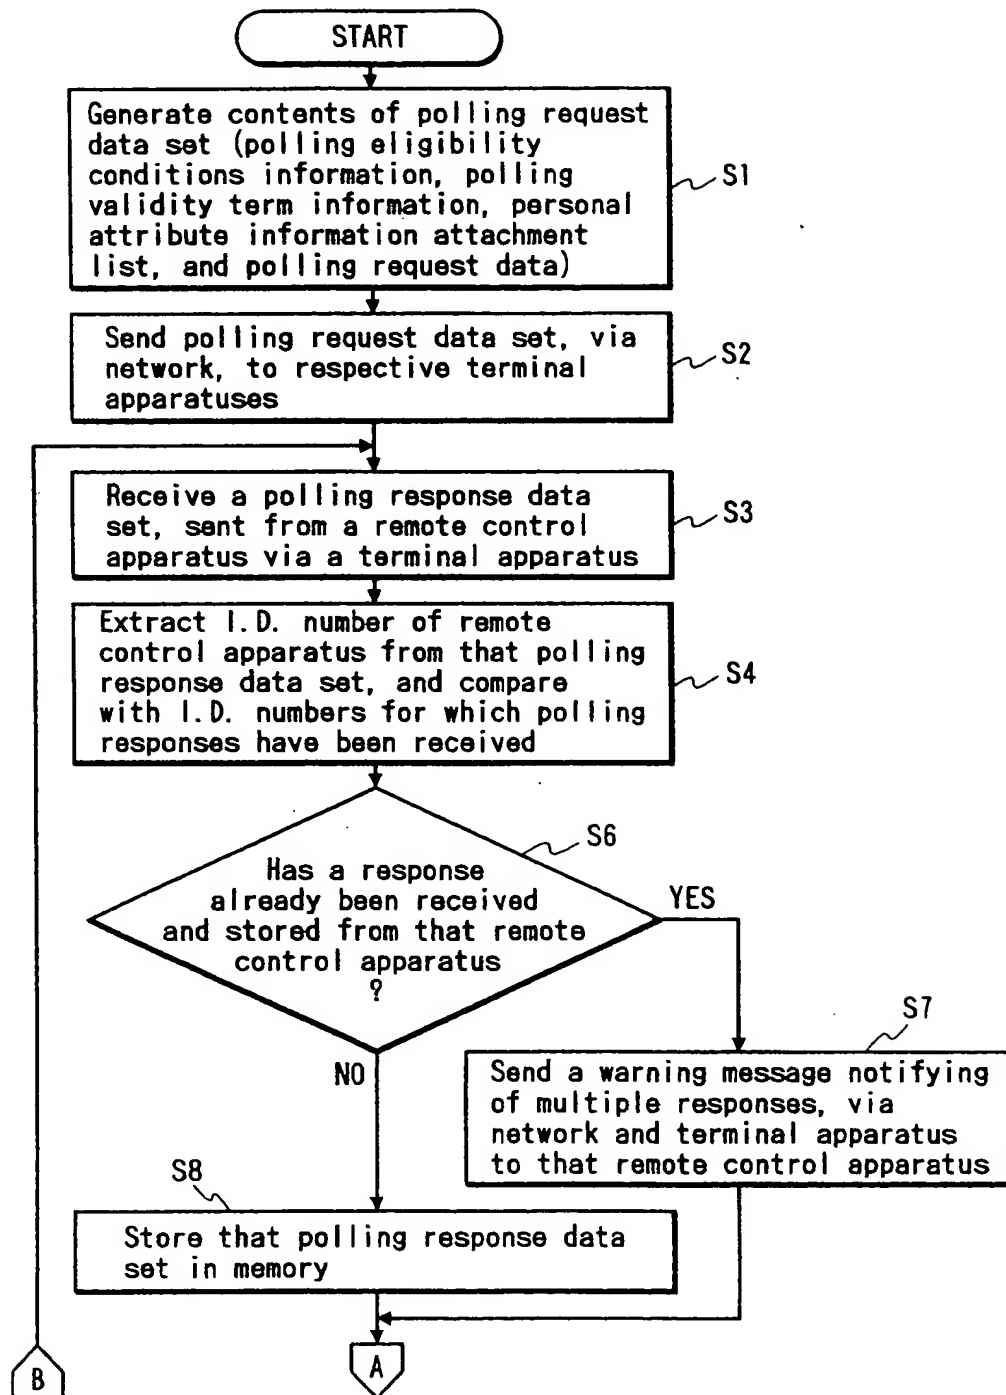 START
Generate contents of polling request
data set (polling eligibility
conditions information, polling
validity term information, personal
attribute information attachment
list, and polling request data)
S1
Send polling request data set, via
network, to respective terminal
apparatuses
S2
Receive a polling response data
set, sent from a remote control
apparatus via a terminal apparatus
S3
Extract I.D. number of remote
control apparatus from that polling
response data set, and compare
with I.D. numbers for which polling
responses have been received
S4
S6
Has a response
already been received
and stored from that remote
control apparatus
?
YES
NO
S7
Send a warning message notifying
of multiple responses, via
network and terminal apparatus
to that remote control apparatus
S8
Store that polling response data
set in memory
B
A